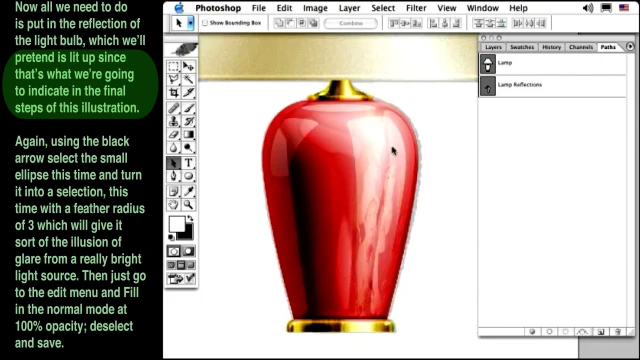 Now all we need to do
is put in the reflection of
the light bulb, which we'll
pretend is lit up since
that's what we're going
to indicate in the final
steps of this illustration.
Again, using the black
arrow select the small
ellipse this time and turn
it into a selection, this
time with a feather radius
of 3 which will give it
sort of the illusion of
glare from a really bright
light source. Then just go
to the edit menu and Fill
in the normal mode at
100% opacity; deselect
and save.
Photoshop File Edit Image Layer Select Filter View Window Help
Show Bounding Box Combine
Layers Swatches History Channels Paths
Lamp
Lamp Reflections